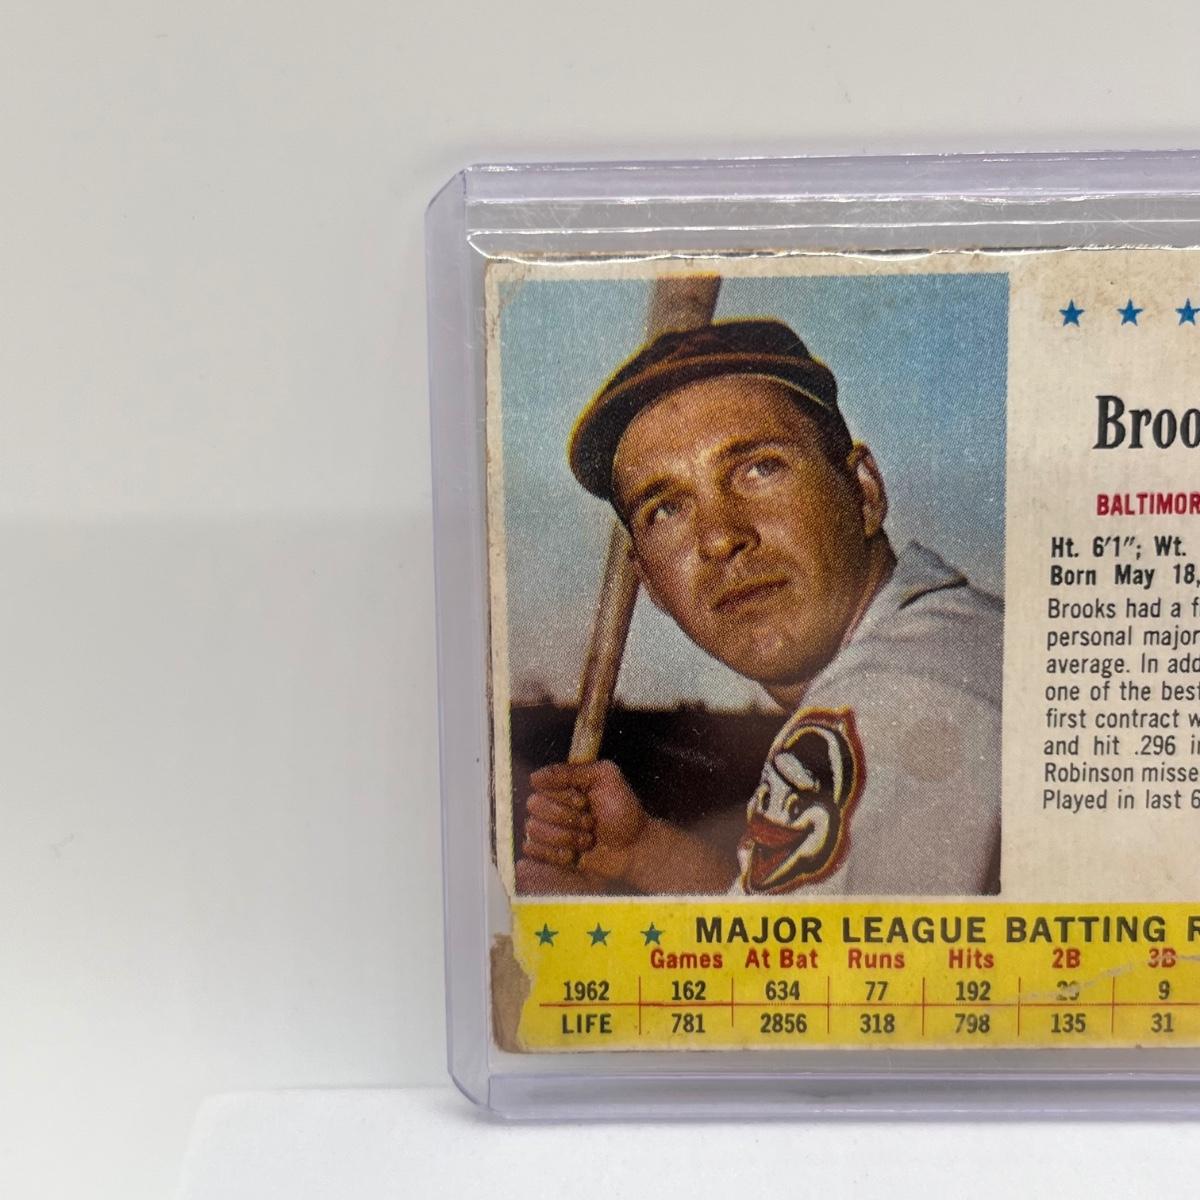 Broo
BALTIMOR
Ht. 6'1"; Wt.
Born May 18,
Brooks had a f
personal major
average. In add
one of the best
first contract w
and hit .296 i
Robinson misse
Played in last 6
MAJOR LEAGUE BATTING R
Games At Bat Runs Hits 2B 3B
1962 162 634 77 192 29 9
LIFE 781 2856 318 798 135 31